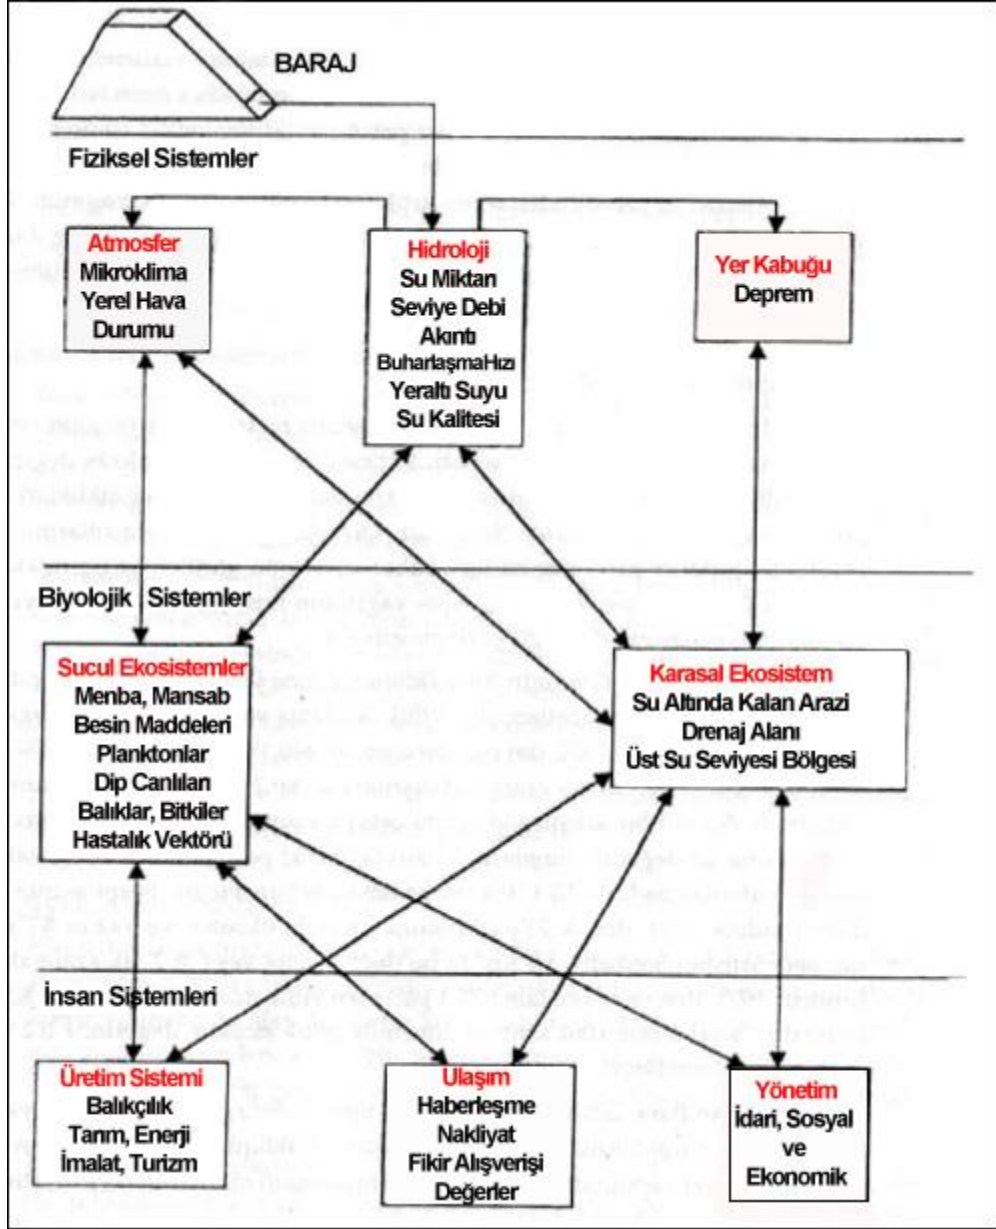 BARAJ
Fiziksel Sistemler
Atmosfer
Mikroklima
Yerel Hava
Durumu
Hidroloji
Su Miktan
Seviye Debi
Akıntı
BuharlaşmaHızı
Yeraltı Suyu
Su Kalitesi
Yer Kabuğu
Deprem
Biyolojik Sistemler
Sucul Ekosistemler
Menba, Mansab
Besin Maddeleri
Planktonlar
Dip Canlıları
Balıklar, Bitkiler
Hastalık Vektörü
Karasal Ekosistem
Su Altında Kalan Arazi
Drenaj Alanı
Üst Su Seviyesi Bölgesi
İnsan Sistemleri
Üretim Sistemi
Balıkçılık
Tarım, Enerji
İmalat, Turizm
Ulaşım
Haberleşme
Nakliyat
Fikir Alışverişi
Değerler
Yönetim
İdari, Sosyal
ve
Ekonomik